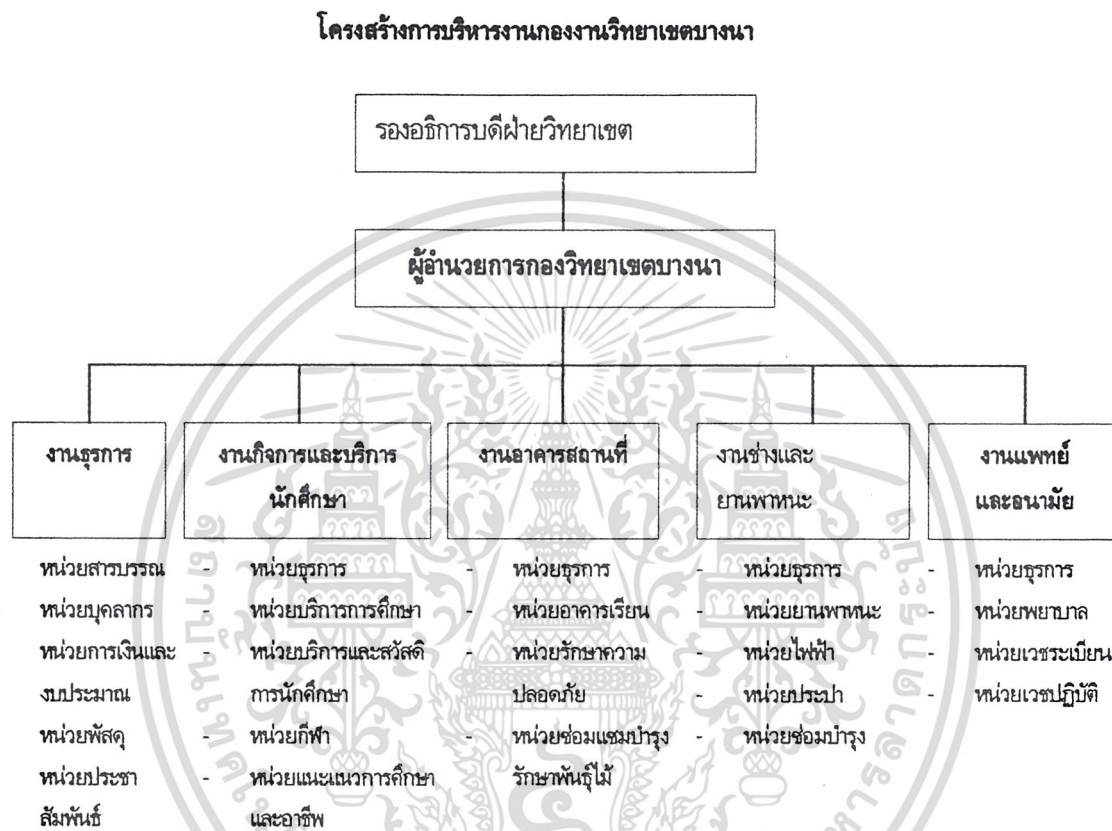 โครงสร้างการบริหารงานกองงานวิทยาเขตบางนา
รองอธิการบดีฝ่ายวิทยาเขต
ผู้อำนวยการกองวิทยาเขตบางนา
งานธุรการ
หน่วยสารบรรณ
หน่วยบุคลากร
หน่วยการเงินและ
งบประมาณ
หน่วยพัสดุ
หน่วยประชา
สัมพันธ์
งานกิจการและบริการ
นักศึกษา
- หน่วยธุรการ
- หน่วยบริการการศึกษา
- หน่วยบริการและสวัสดิ
การนักศึกษา
- หน่วยกีฬา
- หน่วยแนะแนวการศึกษา
และอาชีพ
งานอาคารสถานที่
- หน่วยธุรการ
- หน่วยอาคารเรียน
- หน่วยรักษาความ
ปลอดภัย
- หน่วยซ่อมแซมบำรุง
รักษาพันธุ์ไม้
งานช่างและ
ยานพาหนะ
- หน่วยธุรการ
- หน่วยยานพาหนะ
- หน่วยไฟฟ้า
- หน่วยประปา
- หน่วยซ่อมบำรุง
งานแพทย์
และอนามัย
- หน่วยธุรการ
- หน่วยพยาบาล
- หน่วยเวชระเบียน
- หน่วยเวชปฏิบัติ